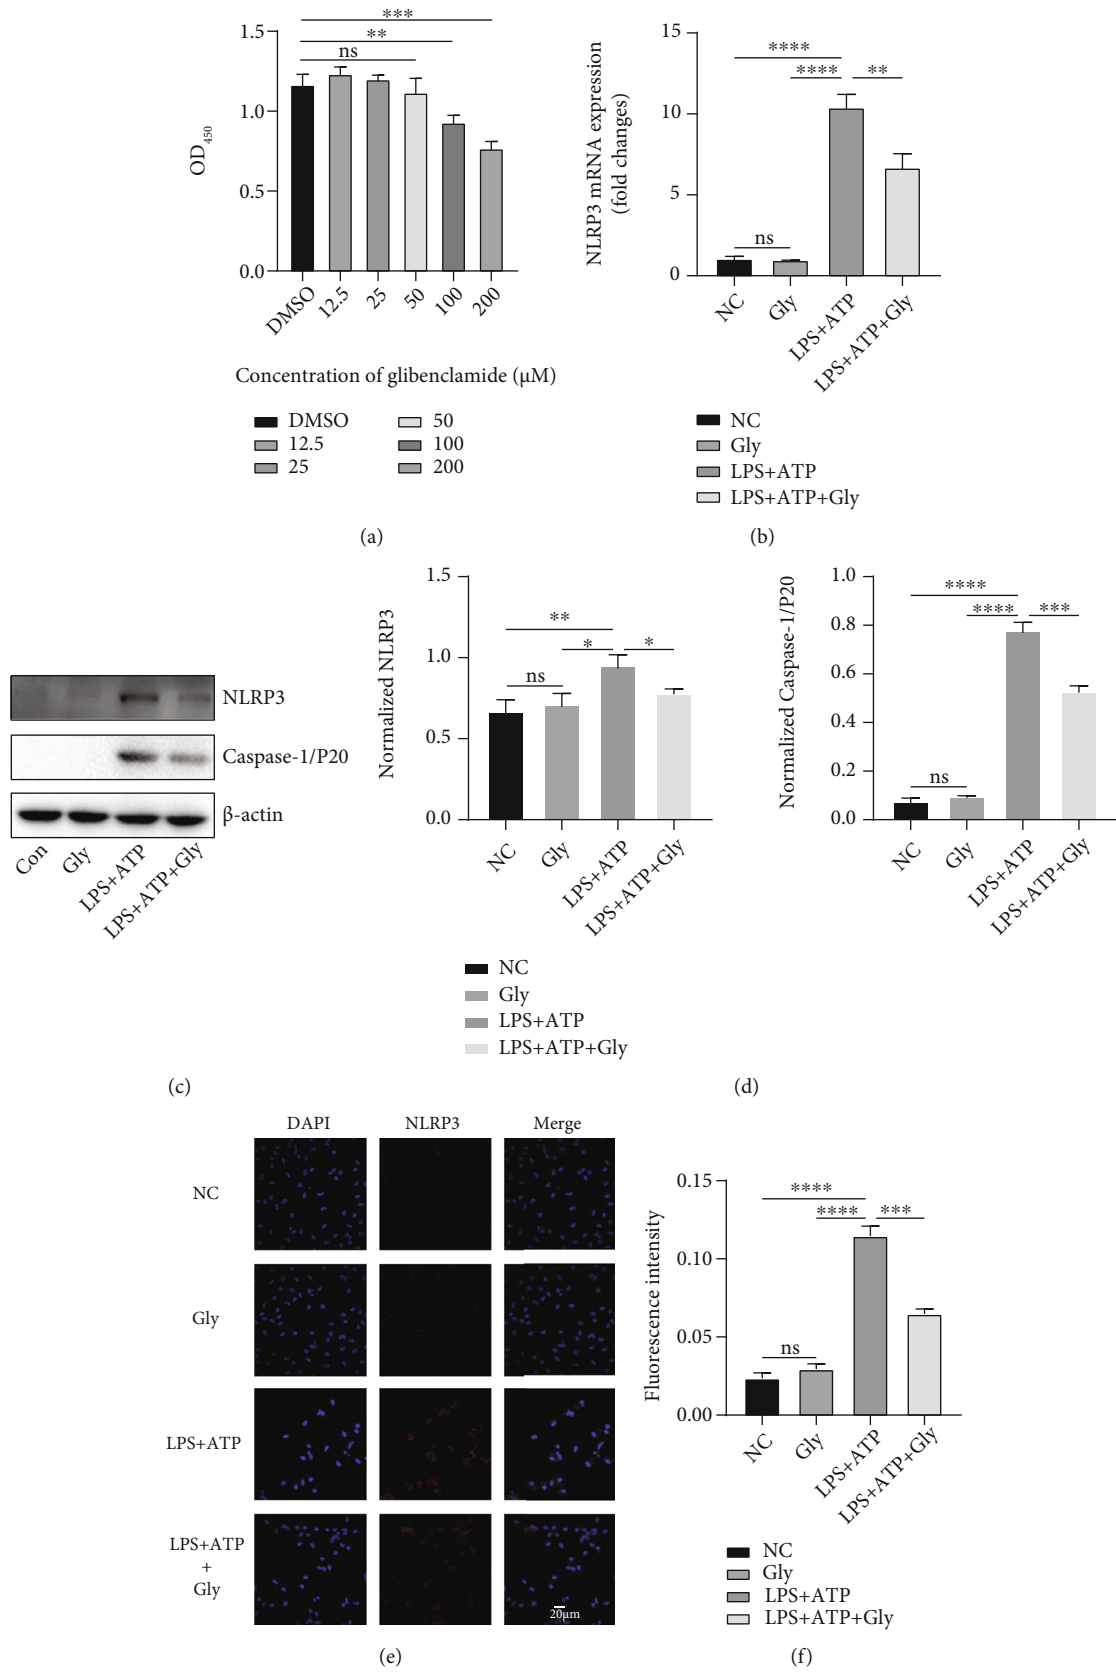 ***
**
ns
1.5
1.0
0.5
0.0
OD450
DMSO
12.5
25
50
100
200
Concentration of glibenclamide (μM)
DMSO
12.5
25
50
100
200
(a)
****
****
**
ns
15
10
5
0
NLRP3 mRNA expression
(fold changes)
NC
Gly
LPS+ATP
LPS+ATP+Gly
NC
Gly
LPS+ATP
LPS+ATP+Gly
(b)
NLRP3
Caspase-1/P20
β-actin
Con
Gly
LPS+ATP
LPS+ATP+Gly
(c)
1.5
1.0
0.5
0.0
Normalized NLRP3
**
*
*
ns
NC
Gly
LPS+ATP
LPS+ATP+Gly
1.0
0.8
0.6
0.4
0.2
0.0
Normalized Caspase-1/P20
****
****
***
ns
NC
Gly
LPS+ATP
LPS+ATP+Gly
NC
Gly
LPS+ATP
LPS+ATP+Gly
(d)
DAPI
NLRP3
Merge
NC
Gly
LPS+ATP
LPS+ATP
+
Gly
20μm
(e)
0.15
0.10
0.05
0.00
Fluorescence intensity
****
****
***
ns
NC
Gly
LPS+ATP
LPS+ATP+Gly
NC
Gly
LPS+ATP
LPS+ATP+Gly
(f)